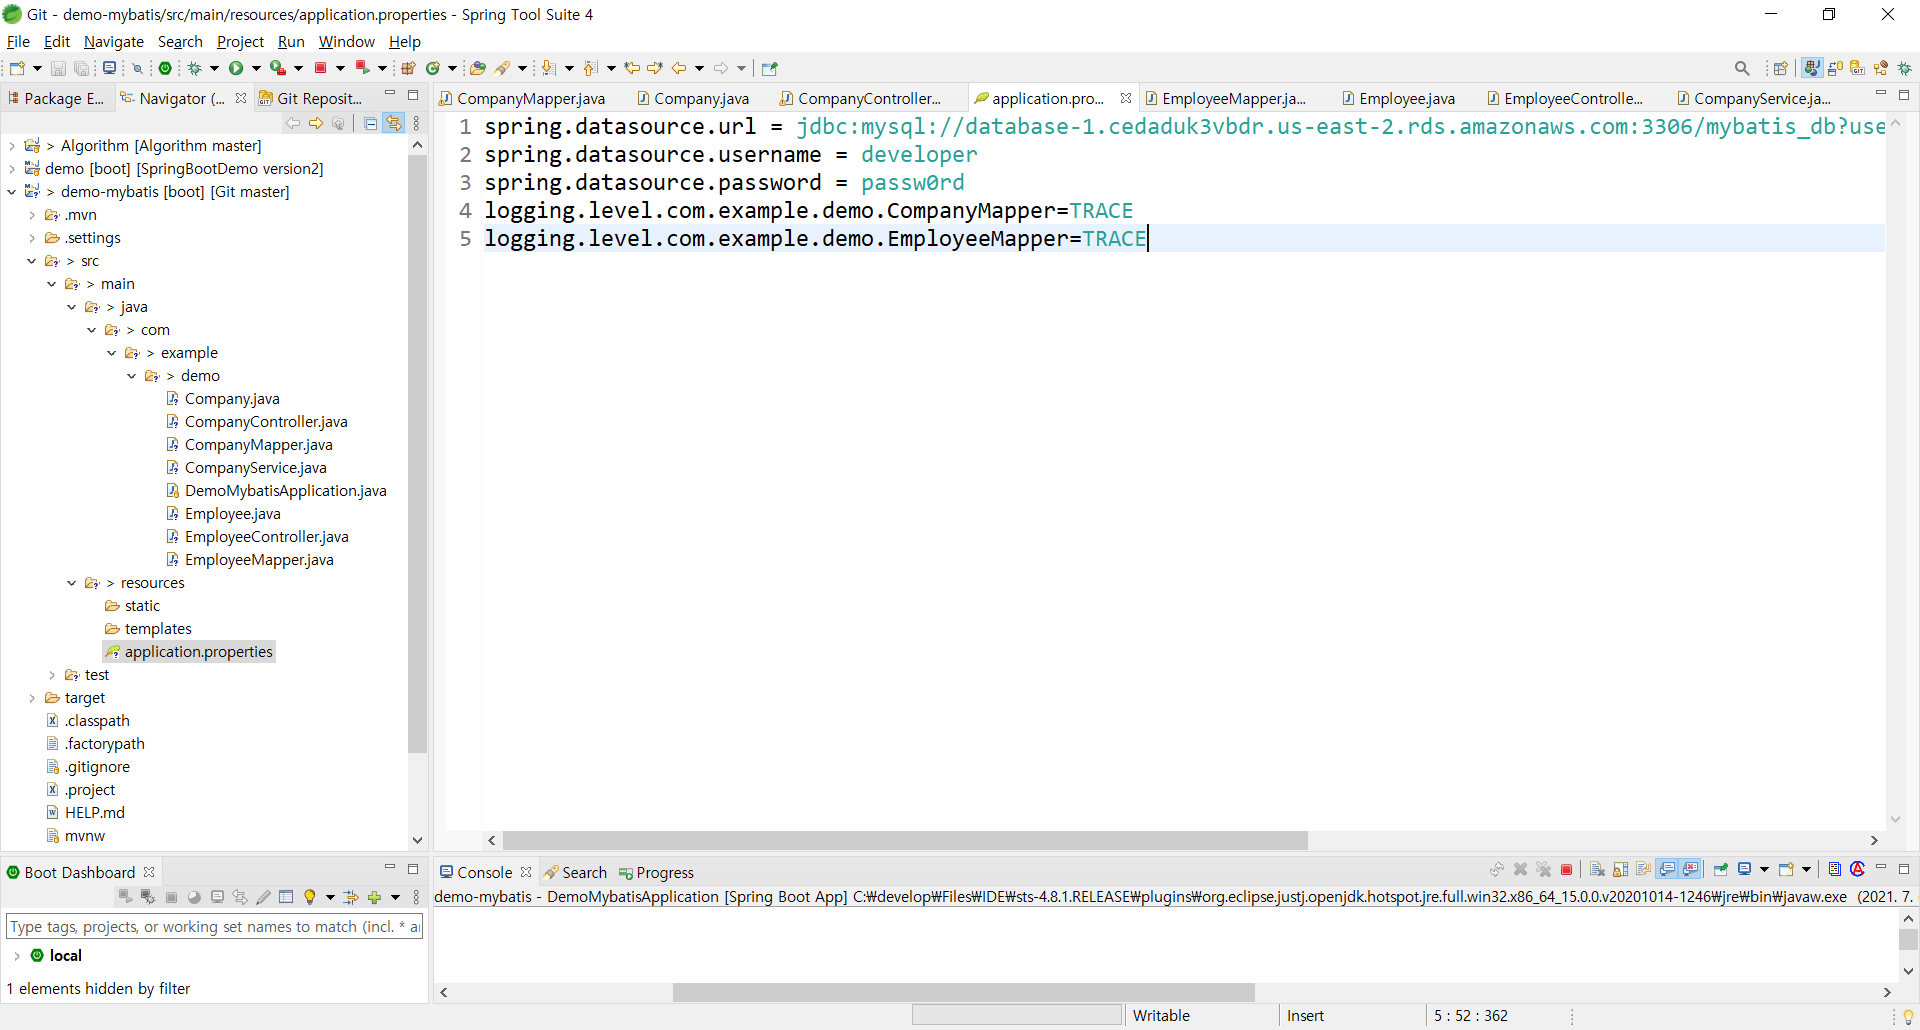 Git - demo-mybatis/src/main/resources/application.properties - Spring Tool Suite 4
File Edit Navigate Search Project Run Window Help
Package E...
Navigator (...
Git Reposit...
CompanyMapper.java
Company.java
CompanyController...
application.pro...
EmployeeMapper.ja...
Employee.java
EmployeeControlle...
CompanyService.ja...
> Algorithm [Algorithm master]
demo [boot] [SpringBootDemo version2]
> demo-mybatis [boot] [Git master]
> .mvn
.settings
> src
> main
> java
> com
> example
> demo
Company.java
CompanyController.java
CompanyMapper.java
CompanyService.java
DemoMybatisApplication.java
Employee.java
EmployeeController.java
EmployeeMapper.java
> resources
static
templates
application.properties
test
target
.classpath
.factorypath
.gitignore
.project
HELP.md
mvnw
1 spring.datasource.url = jdbc:mysql://database-1.cedaduk3vbdr.us-east-2.rds.amazonaws.com:3306/mybatis_db?use
2 spring.datasource.username = developer
3 spring.datasource.password = passw0rd
4 logging.level.com.example.demo.CompanyMapper=TRACE
5 logging.level.com.example.demo.EmployeeMapper=TRACE
Boot Dashboard
Type tags, projects, or working set names to match (incl. * a
local
1 elements hidden by filter
Console
Search
Progress
demo-mybatis - DemoMybatisApplication [Spring Boot App] C:₩develop₩Files₩IDE₩sts-4.8.1.RELEASE₩plugins₩org.eclipse.justj.openjdk.hotspot.jre.full.win32.x86_64_15.0.0.v20201014-1246₩jre₩bin₩javaw.exe (2021. 7.
Writable
Insert
5 : 52 : 362